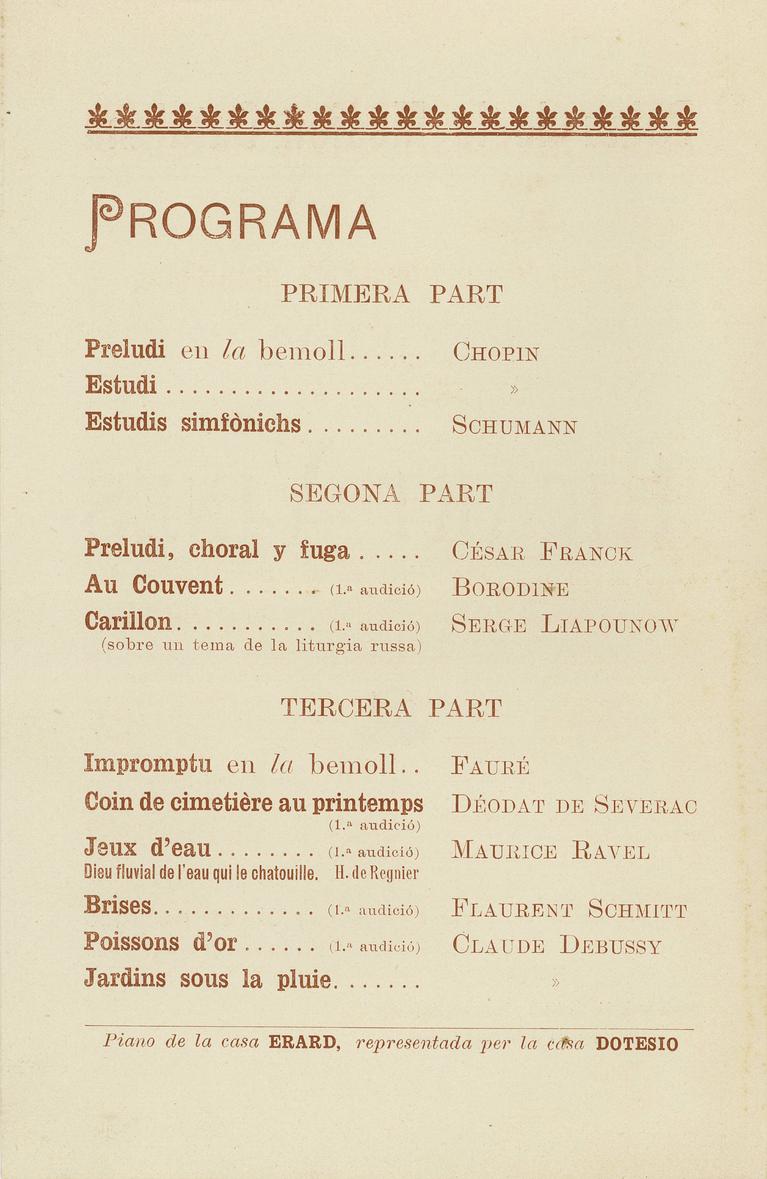 PROGRAMA
PRIMERA PART
Preludi en la bemoll...... CHOPIN
Estudi .................... »
Estudis simfònichs......... SCHUMANN
SEGONA PART
Preludi, choral y fuga ..... CÉSAR FRANCK
Au Couvent....... (1.ª audició) BORODINE
Carillon........... (1.ª audició) SERGE LIAPOUNOW
(sobre un tema de la liturgia russa)
TERCERA PART
Impromptu en la bemoll.. FAURÉ
Coin de cimetière au printemps DÉODAT DE SEVERAC
(1.ª audició)
Jeux d'eau........ (1.ª audició) MAURICE RAVEL
Dieu fluvial de l'eau qui le chatouille. H. de Regnier
Brises............. (1.ª audició) FLAURENT SCHMITT
Poissons d'or...... (1.ª audició) CLAUDE DEBUSSY
Jardins sous la pluie....... »
Piano de la casa ERARD, representada per la casa DOTESIO